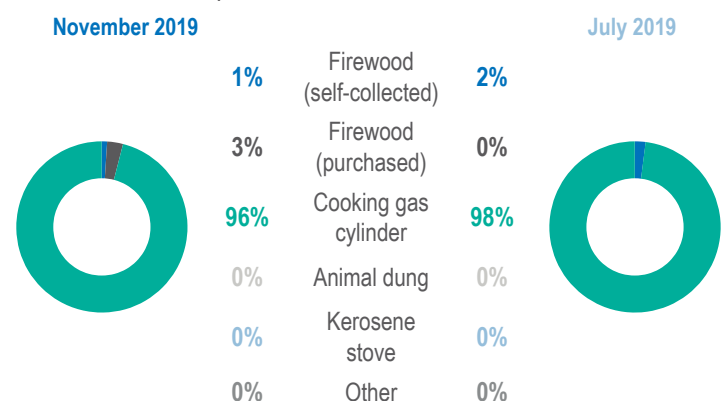 November 2019 July 2019
1% Firewood (self-collected) 2%
3% Firewood (purchased) 0%
96% Cooking gas cylinder 98%
0% Animal dung 0%
0% Kerosene stove 0%
0% Other 0%